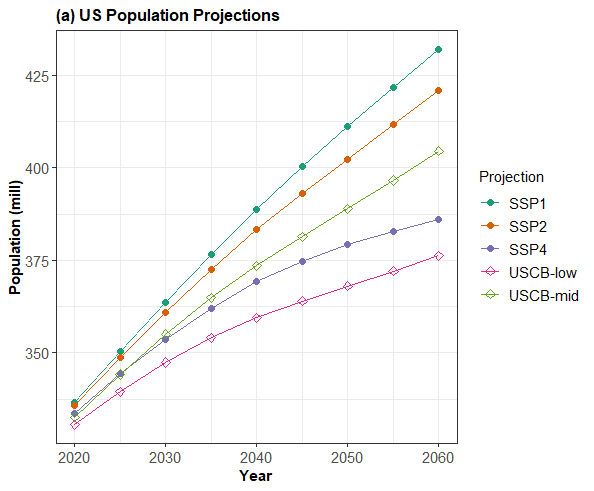 (a) US Population Projections
Population (mill)
425
400
375
350
2020
2030
2040
2050
2060
Year
Projection
SSP1
SSP2
SSP4
USCB-low
USCB-mid